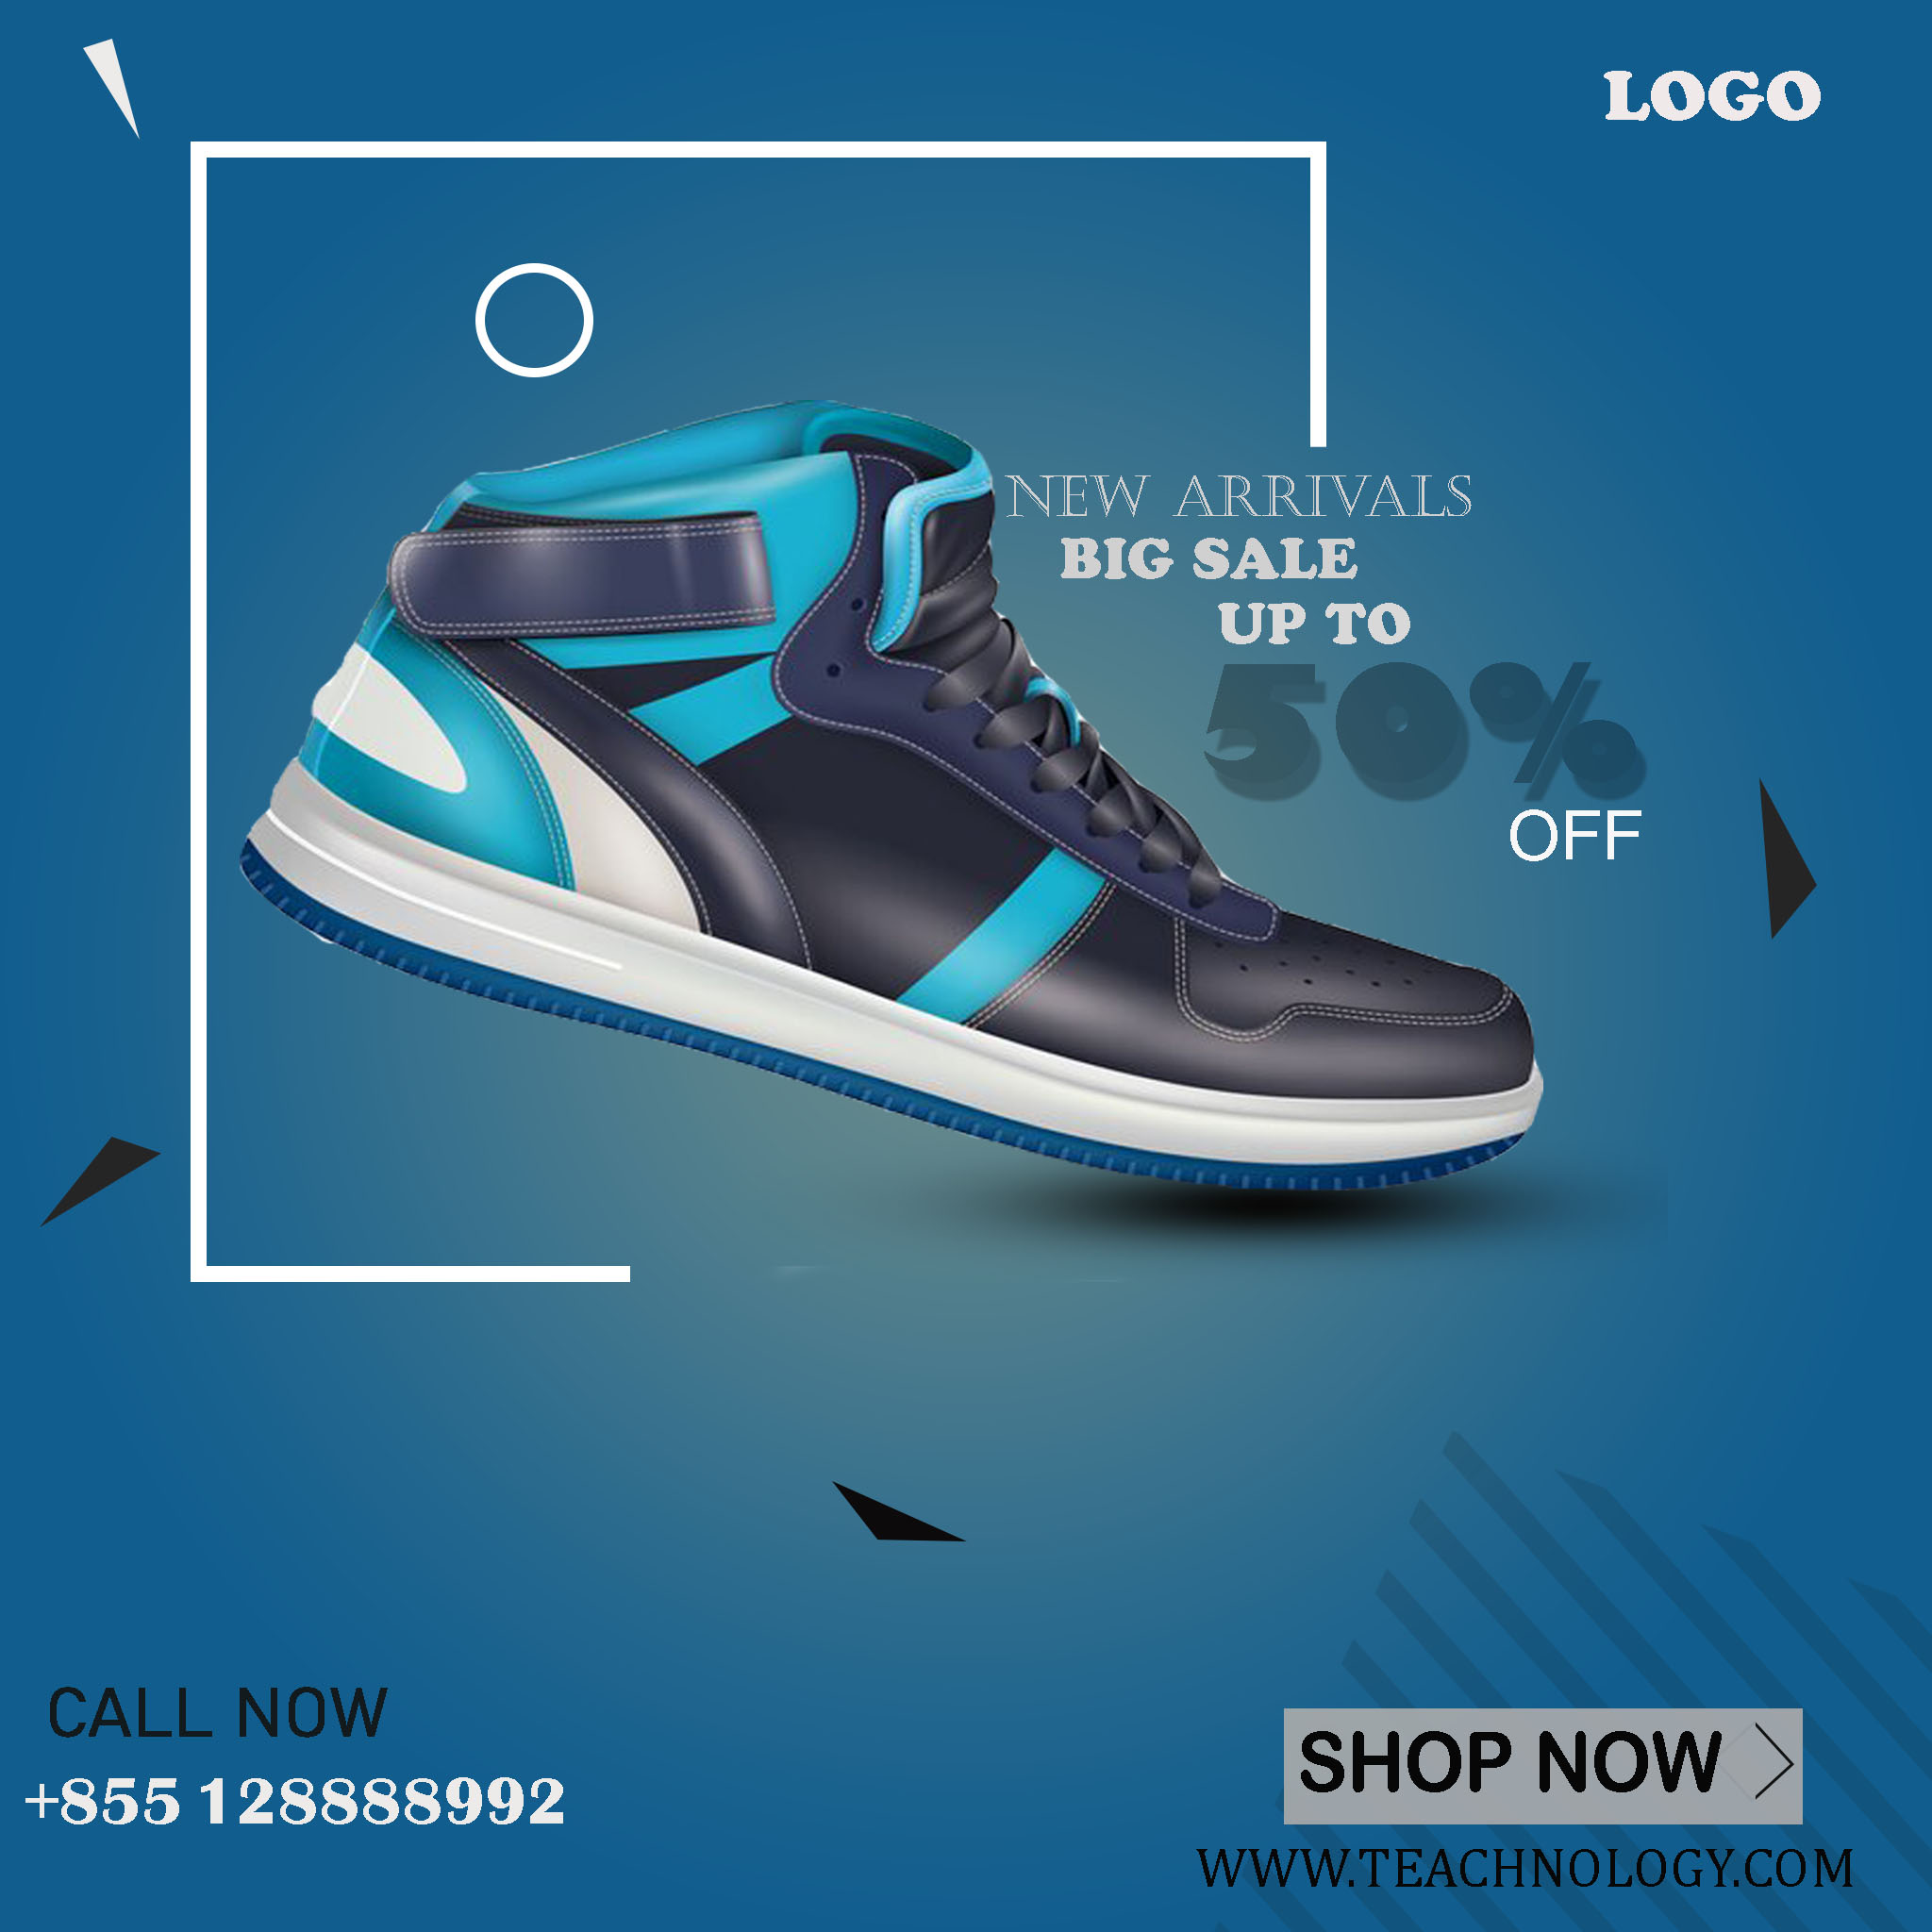 LOGO
NEW ARRIVALS
BIG SALE
UP TO
50%
OFF
CALL NOW
+855 128888992
SHOP NOW
WWW.TEACHNOLOGY.COM